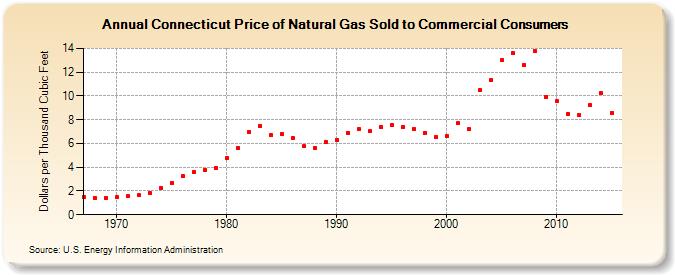 Annual Connecticut Price of Natural Gas Sold to Commercial Consumers
Dollars per Thousand Cubic Feet
14
12
10
8
6
4
2
0
1970 1980 1990 2000 2010
Source: U.S. Energy Information Administration